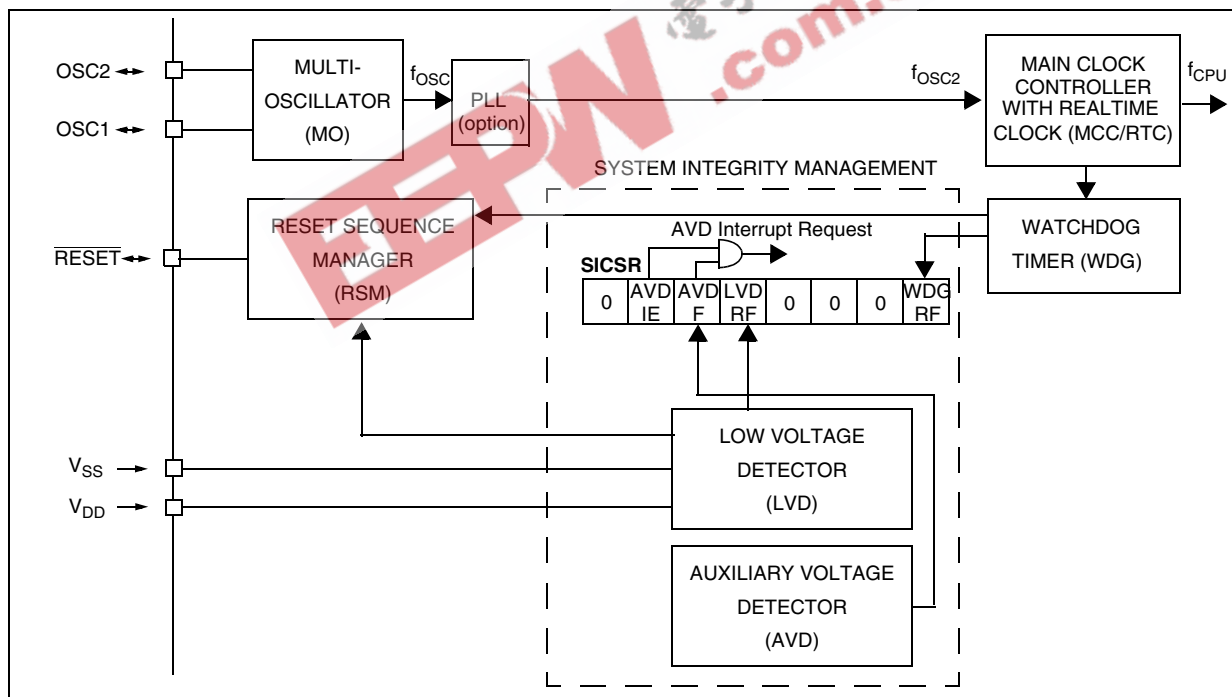 OSC2
OSC1
MULTI-
OSCILLATOR
(MO)
fOSC
PLL
(option)
fOSC2
MAIN CLOCK
CONTROLLER
WITH REALTIME
CLOCK (MCC/RTC)
fCPU
SYSTEM INTEGRITY MANAGEMENT
RESET
RESET SEQUENCE
MANAGER
(RSM)
AVD Interrupt Request
WATCHDOG
TIMER (WDG)
SICSR
0 AVD IE AVD F LVD RF 0 0 0 WDG RF
LOW VOLTAGE
DETECTOR
(LVD)
VSS
VDD
AUXILIARY VOLTAGE
DETECTOR
(AVD)
EEPW
.com.